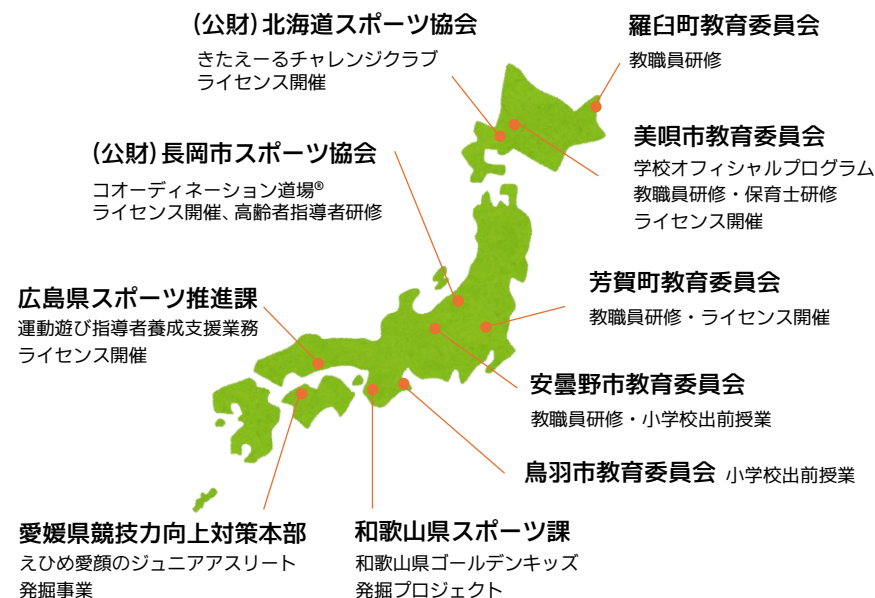 (公財)北海道スポーツ協会
きたえーるチャレンジクラブ
ライセンス開催
羅臼町教育委員会
教職員研修
美唄市教育委員会
学校オフィシャルプログラム
教職員研修・保育士研修
ライセンス開催
(公財)長岡市スポーツ協会
コオーディネーション道場®
ライセンス開催、高齢者指導者研修
芳賀町教育委員会
教職員研修・ライセンス開催
広島県スポーツ推進課
運動遊び指導者養成支援業務
ライセンス開催
安曇野市教育委員会
教職員研修・小学校出前授業
鳥羽市教育委員会 小学校出前授業
愛媛県競技力向上対策本部
えひめ愛顔のジュニアアスリート
発掘事業
和歌山県スポーツ課
和歌山県ゴールデンキッズ
発掘プロジェクト